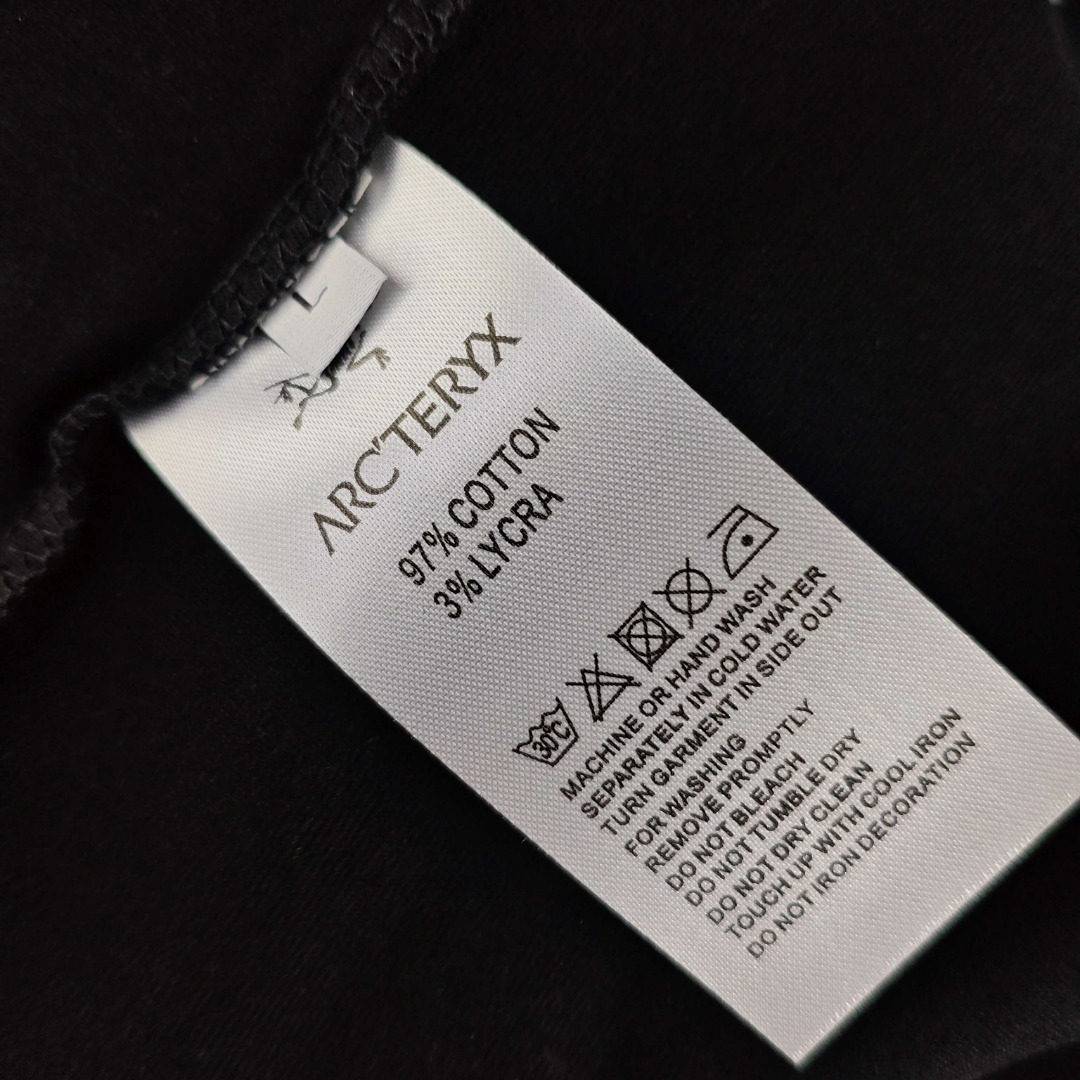 L
ARC'TERYX
97% COTTON
3% LYCRA
30°C
MACHINE OR HAND WASH
SEPARATELY IN COLD WATER
TURN GARMENT IN SIDE OUT
FOR WASHING
REMOVE PROMPTLY
DO NOT BLEACH
DO NOT TUMBLE DRY
DO NOT DRY CLEAN
TOUCH UP WITH COOL IRON
DO NOT IRON DECORATION